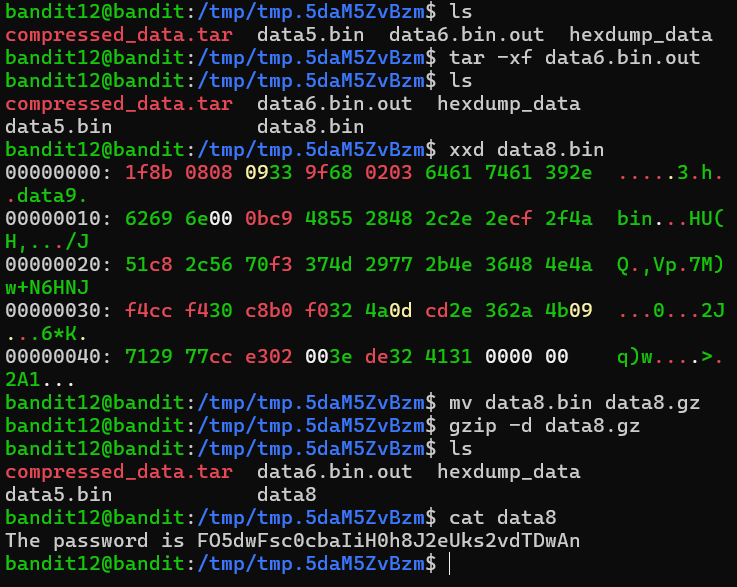 bandit12@bandit:/tmp/tmp.5daM5ZvBzm$ ls
compressed_data.tar  data5.bin  data6.bin.out  hexdump_data
bandit12@bandit:/tmp/tmp.5daM5ZvBzm$ tar -xf data6.bin.out
bandit12@bandit:/tmp/tmp.5daM5ZvBzm$ ls
compressed_data.tar  data6.bin.out  hexdump_data
data5.bin            data8.bin
bandit12@bandit:/tmp/tmp.5daM5ZvBzm$ xxd data8.bin
00000000: 1f8b 0808 0933 9f68 0203 6461 7461 392e  .....3.h.
.data9.
00000010: 6269 6e00 0bc9 4855 2848 2c2e 2ecf 2f4a  bin...HU(
H,.../J
00000020: 51c8 2c56 70f3 374d 2977 2b4e 3648 4e4a  Q.,Vp.7M)
w+N6HNJ
00000030: f4cc f430 c8b0 f032 4a0d cd2e 362a 4b09  ...0...2J
...6*K.
00000040: 7129 77cc e302 003e de32 4131 0000 00    q)w....>.
2A1...
bandit12@bandit:/tmp/tmp.5daM5ZvBzm$ mv data8.bin data8.gz
bandit12@bandit:/tmp/tmp.5daM5ZvBzm$ gzip -d data8.gz
bandit12@bandit:/tmp/tmp.5daM5ZvBzm$ ls
compressed_data.tar  data6.bin.out  hexdump_data
data5.bin            data8
bandit12@bandit:/tmp/tmp.5daM5ZvBzm$ cat data8
The password is FO5dwFsc0cbaIiH0h8J2eUks2vdTDwAn
bandit12@bandit:/tmp/tmp.5daM5ZvBzm$